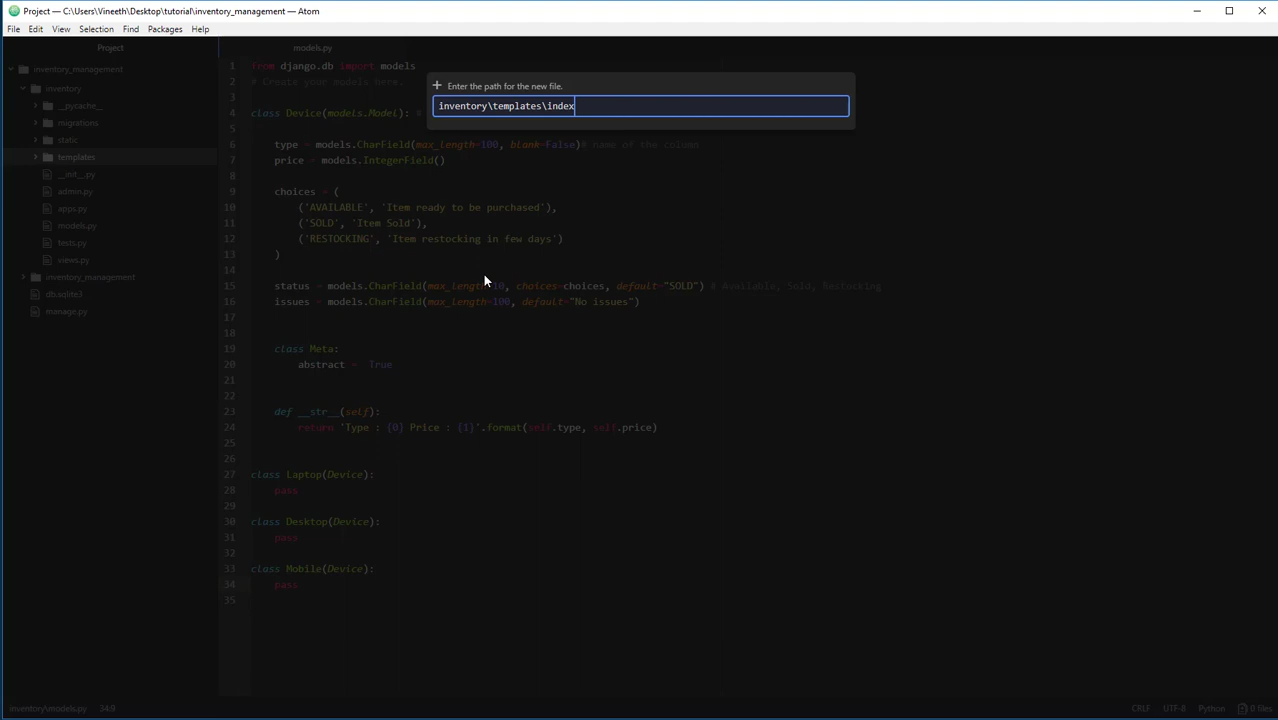 Project — C:\Users\Vineeth\Desktop\tutorial\inventory_management — Atom
File Edit View Selection Find Packages Help
Project
models.py
+ Enter the path for the new file.
inventory\templates\index
inventory_management
inventory
__pycache__
migrations
static
templates
__init__.py
admin.py
apps.py
models.py
tests.py
views.py
inventory_management
db.sqlite3
manage.py
1 from django.db import models
2 # Create your models here.
3
4 class Device(models.Model): #
5
6 type = models.CharField(max_length=100, blank=False)# name of the column
7 price = models.IntegerField()
8
9 choices = (
10 ('AVAILABLE', 'Item ready to be purchased'),
11 ('SOLD', 'Item Sold'),
12 ('RESTOCKING', 'Item restocking in few days')
13 )
14
15 status = models.CharField(max_length=10, choices=choices, default="SOLD") # Available, Sold, Restocking
16 issues = models.CharField(max_length=100, default="No issues")
17
18
19 class Meta:
20 abstract = True
21
22
23 def __str__(self):
24 return 'Type : {0} Price : {1}'.format(self.type, self.price)
25
26
27 class Laptop(Device):
28 pass
29
30 class Desktop(Device):
31 pass
32
33 class Mobile(Device):
34 pass
35
inventory\models.py 34:9
CRLF UTF-8 Python 0 files